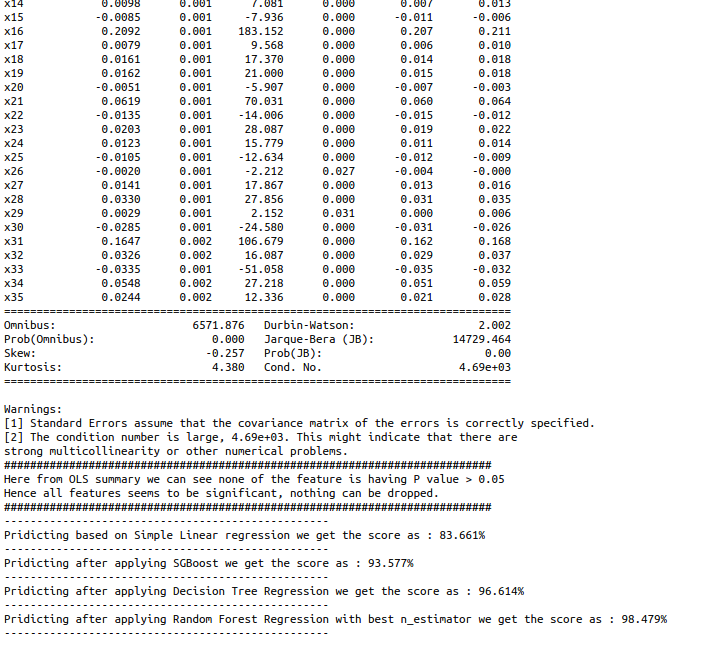 x14 0.0098 0.001 7.081 0.000 0.007 0.013
x15 -0.0085 0.001 -7.936 0.000 -0.011 -0.006
x16 0.2092 0.001 183.152 0.000 0.207 0.211
x17 0.0079 0.001 9.568 0.000 0.006 0.010
x18 0.0161 0.001 17.370 0.000 0.014 0.018
x19 0.0162 0.001 21.000 0.000 0.015 0.018
x20 -0.0051 0.001 -5.907 0.000 -0.007 -0.003
x21 0.0619 0.001 70.031 0.000 0.060 0.064
x22 -0.0135 0.001 -14.006 0.000 -0.015 -0.012
x23 0.0203 0.001 28.087 0.000 0.019 0.022
x24 0.0123 0.001 15.779 0.000 0.011 0.014
x25 -0.0105 0.001 -12.634 0.000 -0.012 -0.009
x26 -0.0020 0.001 -2.212 0.027 -0.004 -0.000
x27 0.0141 0.001 17.867 0.000 0.013 0.016
x28 0.0330 0.001 27.856 0.000 0.031 0.035
x29 0.0029 0.001 2.152 0.031 0.000 0.006
x30 -0.0285 0.001 -24.580 0.000 -0.031 -0.026
x31 0.1647 0.002 106.679 0.000 0.162 0.168
x32 0.0326 0.002 16.087 0.000 0.029 0.037
x33 -0.0335 0.001 -51.058 0.000 -0.035 -0.032
x34 0.0548 0.002 27.218 0.000 0.051 0.059
x35 0.0244 0.002 12.336 0.000 0.021 0.028
==============================================================================
Omnibus: 6571.876 Durbin-Watson: 2.002
Prob(Omnibus): 0.000 Jarque-Bera (JB): 14729.464
Skew: -0.257 Prob(JB): 0.00
Kurtosis: 4.380 Cond. No. 4.69e+03
==============================================================================
Warnings:
[1] Standard Errors assume that the covariance matrix of the errors is correctly specified.
[2] The condition number is large, 4.69e+03. This might indicate that there are
strong multicollinearity or other numerical problems.
###########################################################################
Here from OLS summary we can see none of the feature is having P value > 0.05
Hence all features seems to be significant, nothing can be dropped.
###########################################################################
--------------------------------------------------
Pridicting based on Simple Linear regression we get the score as : 83.661%
--------------------------------------------------
Pridicting after applying SGBoost we get the score as : 93.577%
--------------------------------------------------
Pridicting after applying Decision Tree Regression we get the score as : 96.614%
--------------------------------------------------
Pridicting after applying Random Forest Regression with best n_estimator we get the score as : 98.479%
--------------------------------------------------